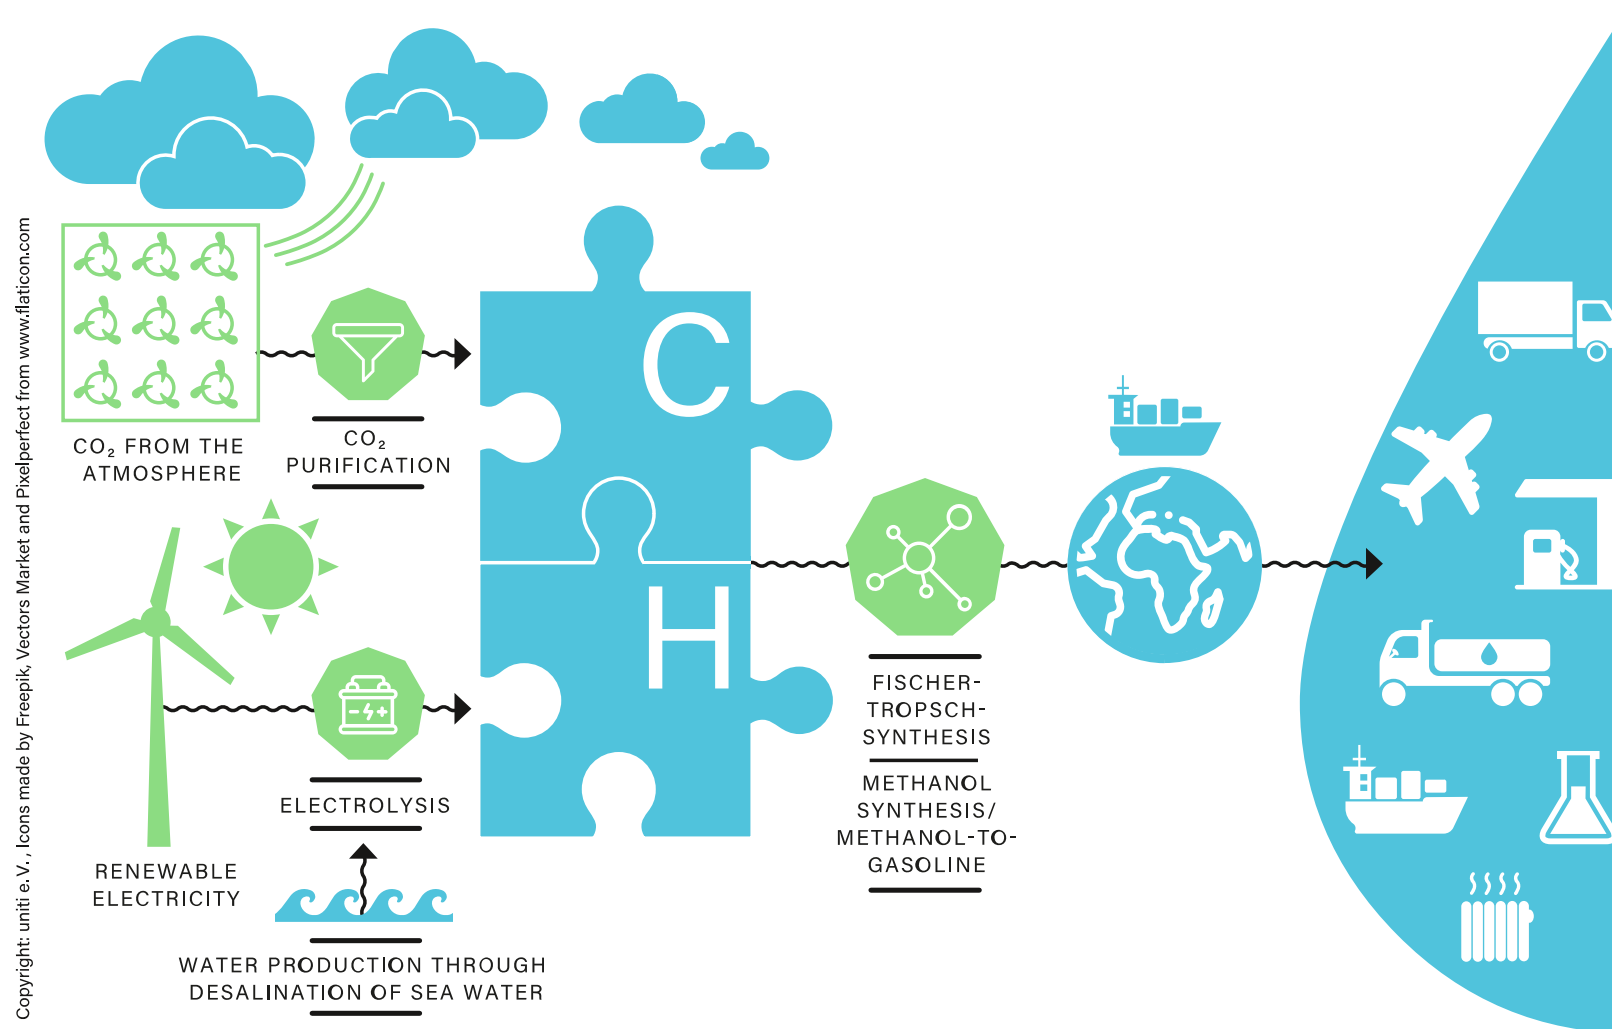 Copyright: uniti e.V., Icons made by Freepik, Vectors Market and Pixelperfect from www.flaticon.com
CO₂ FROM THE
ATMOSPHERE
CO₂
PURIFICATION
C
H
RENEWABLE
ELECTRICITY
ELECTROLYSIS
WATER PRODUCTION THROUGH
DESALINATION OF SEA WATER
FISCHER-
TROPSCH-
SYNTHESIS
METHANOL
SYNTHESIS/
METHANOL-TO-
GASOLINE